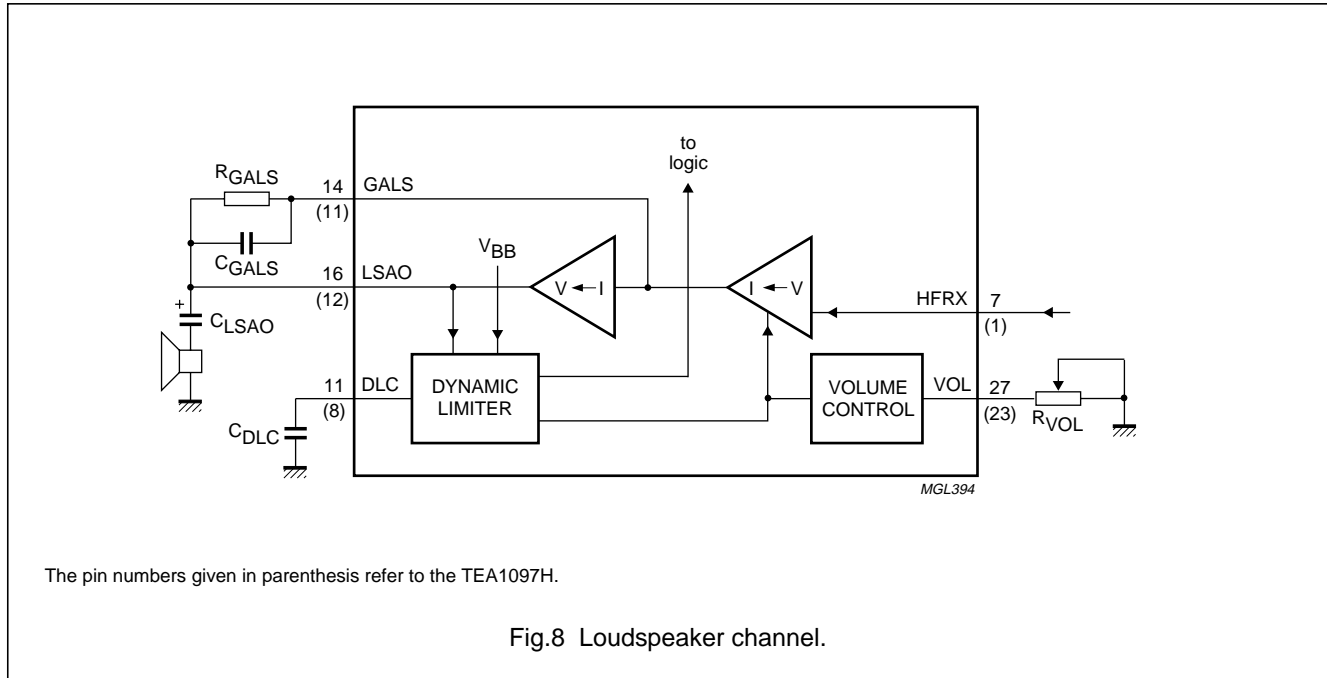 to
logic
RGALS
14
GALS
(11)
CGALS
VBB
16
LSAO
(12)
V I
I V
HFRX
7
(1)
+
CLSAO
11
DLC
(8)
DYNAMIC
LIMITER
VOLUME
CONTROL
VOL
27
(23)
RVOL
CDLC
MGL394
The pin numbers given in parenthesis refer to the TEA1097H.
Fig.8 Loudspeaker channel.